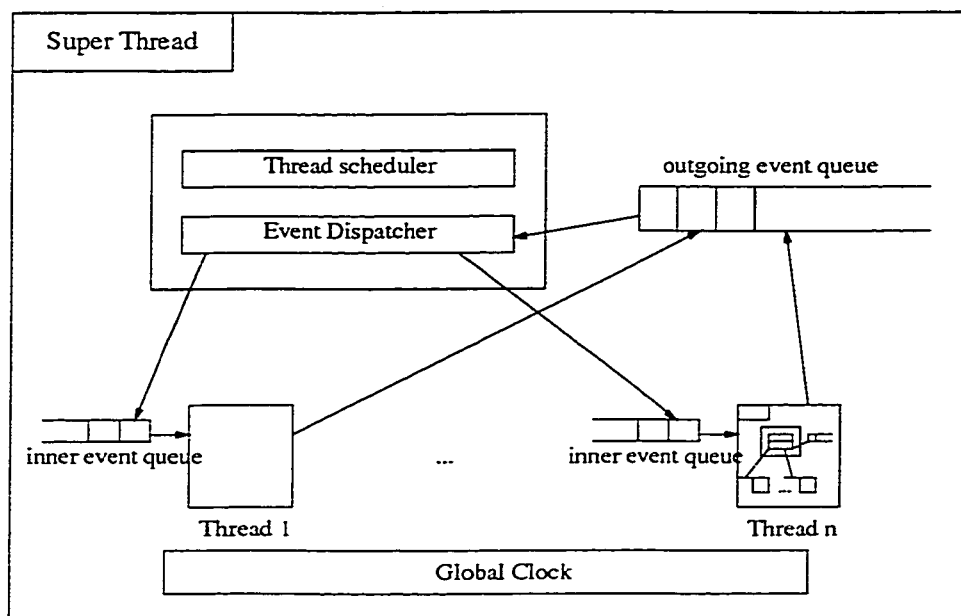 Super Thread
Thread scheduler
outgoing event queue
Event Dispatcher
inner event queue
...
inner event queue
...
Thread 1
Thread n
Global Clock